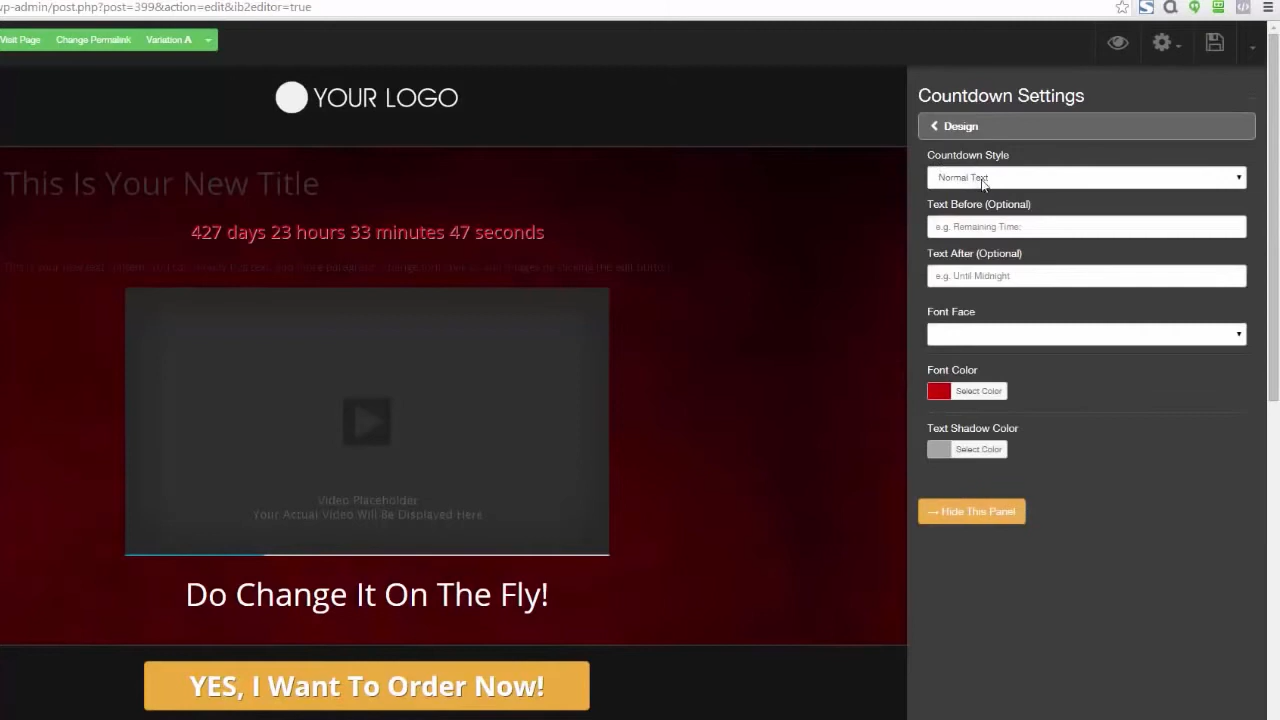 wp-admin/post.php?post=399&action=edit&ib2editor=true
Visit Page
Change Permalink
Variation A
YOUR LOGO
Countdown Settings
Design
Countdown Style
Normal Text
This Is Your New Title
Text Before (Optional)
e.g. Remaining Time:
427 days 23 hours 33 minutes 47 seconds
Text After (Optional)
e.g. Until Midnight
Font Face
Font Color
Select Color
Text Shadow Color
Select Color
Video Placeholder
Your Actual Video Will Be Displayed Here
→ Hide This Panel
Do Change It On The Fly!
YES, I Want To Order Now!